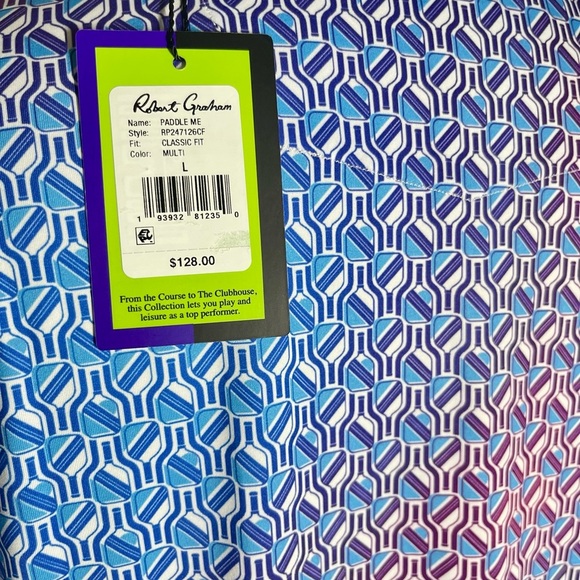 Robert Graham
Name: PADDLE ME
Style: RP247126CF
Fit: CLASSIC FIT
Color: MULTI
L
1 93932 81235 0
$128.00
From the Course to The Clubhouse,
this Collection lets you play and
leisure as a top performer.